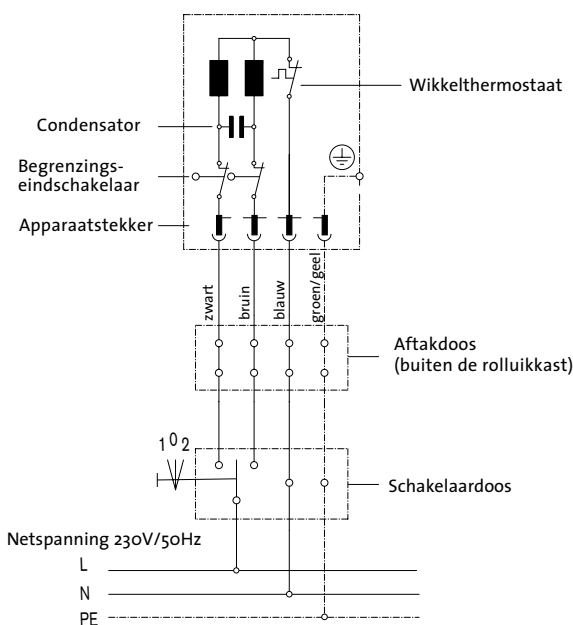 Wikkelthermostaat
Condensator
Begrenzings-
eindschakelaar
Apparaatstekker
zwart
bruin
blauw
groen/geel
Aftakdoos
(buiten de rolluikkast)
1 0 2
Schakelaardoos
Netspanning 230V/50Hz
L
N
PE